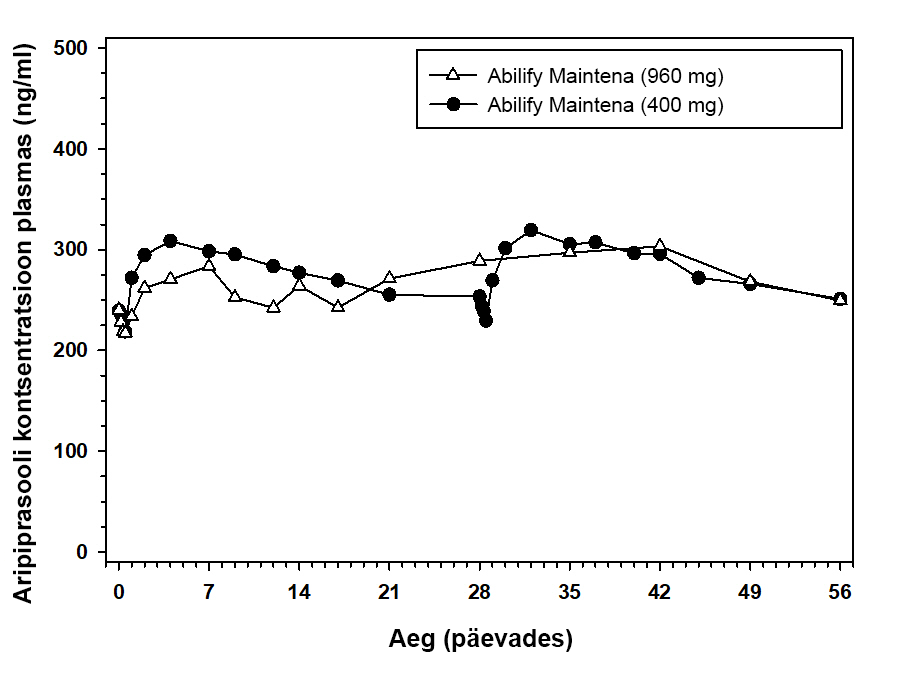 Aripiprasooli kontsentratsioon plasmas (ng/ml)
500
400
300
200
100
0
Abilify Maintena (960 mg)
Abilify Maintena (400 mg)
0 7 14 21 28 35 42 49 56
Aeg (päevades)